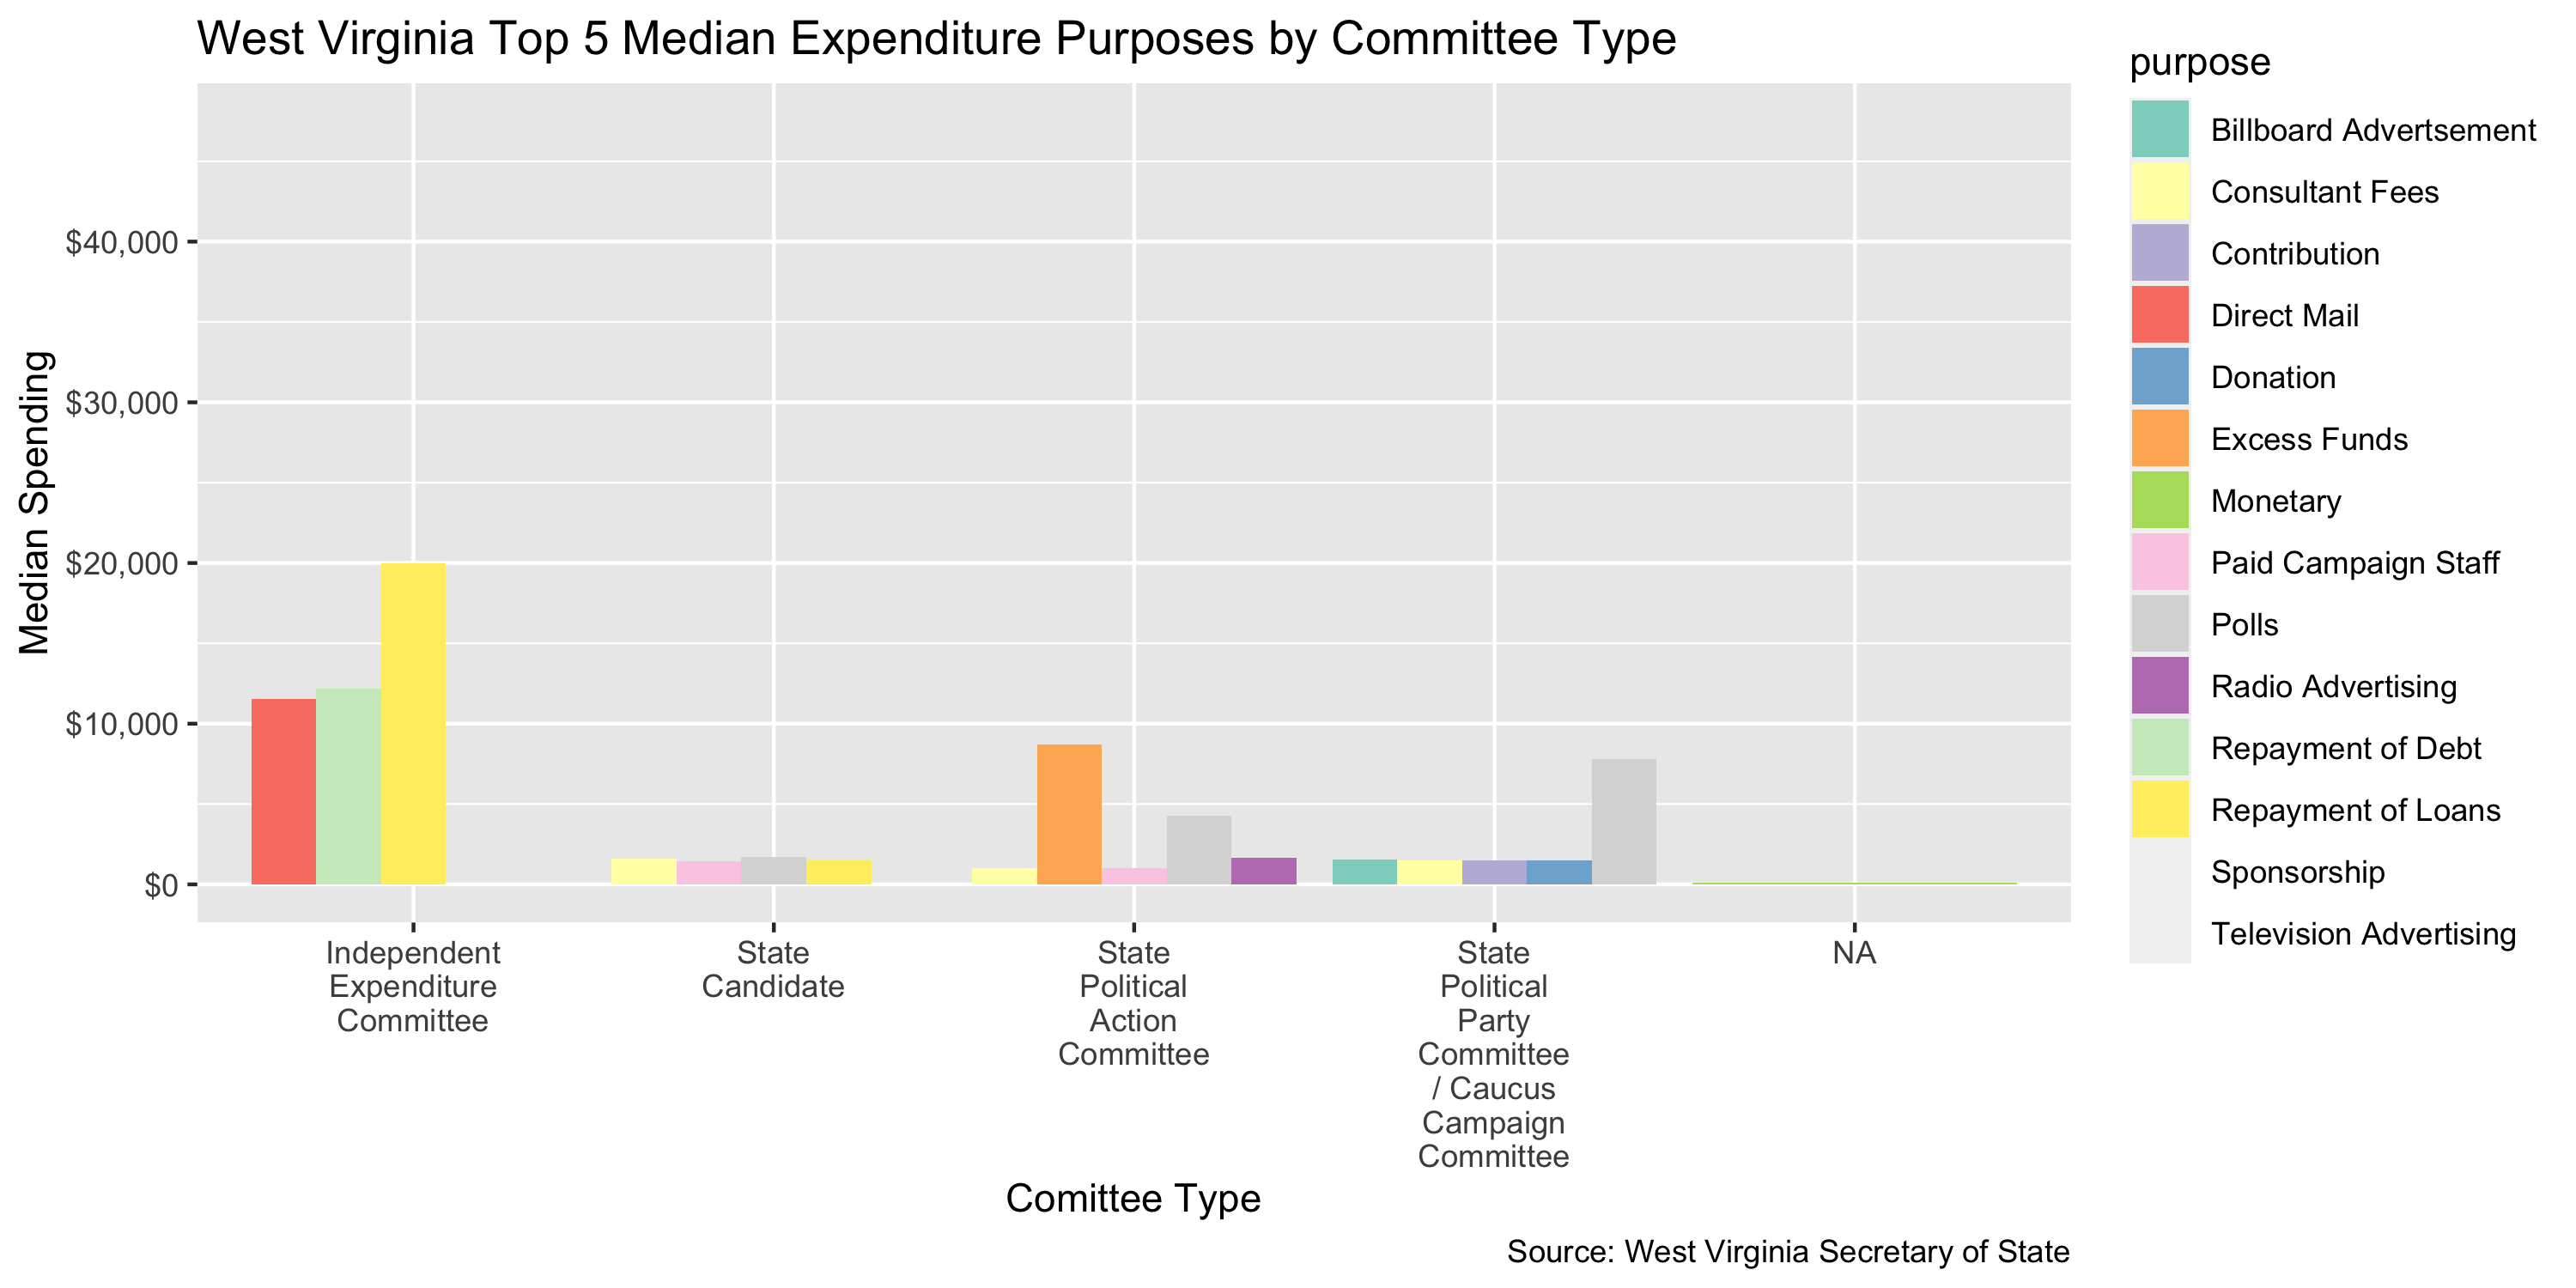 West Virginia Top 5 Median Expenditure Purposes by Committee Type
Median Spending
$40,000
$30,000
$20,000
$10,000
$0
Independent
Expenditure
Committee
State
Candidate
State
Political
Action
Committee
State
Political
Party
Committee
/ Caucus
Campaign
Committee
NA
Comittee Type
purpose
Billboard Advertsement
Consultant Fees
Contribution
Direct Mail
Donation
Excess Funds
Monetary
Paid Campaign Staff
Polls
Radio Advertising
Repayment of Debt
Repayment of Loans
Sponsorship
Television Advertising
Source: West Virginia Secretary of State